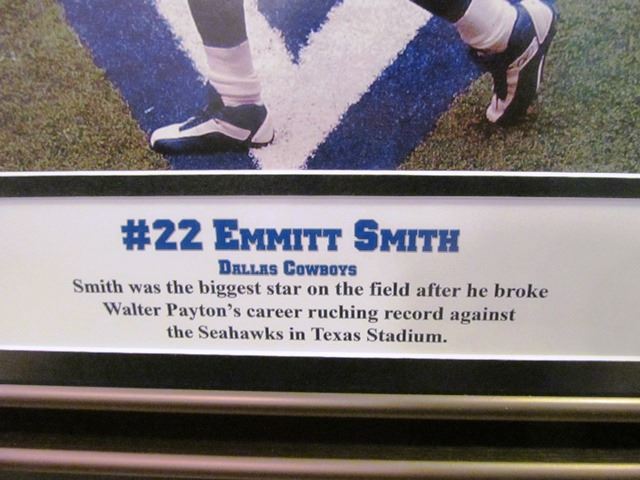 #22 Emmitt Smith
Dallas Cowboys
Smith was the biggest star on the field after he broke
Walter Payton's career ruching record against
the Seahawks in Texas Stadium.